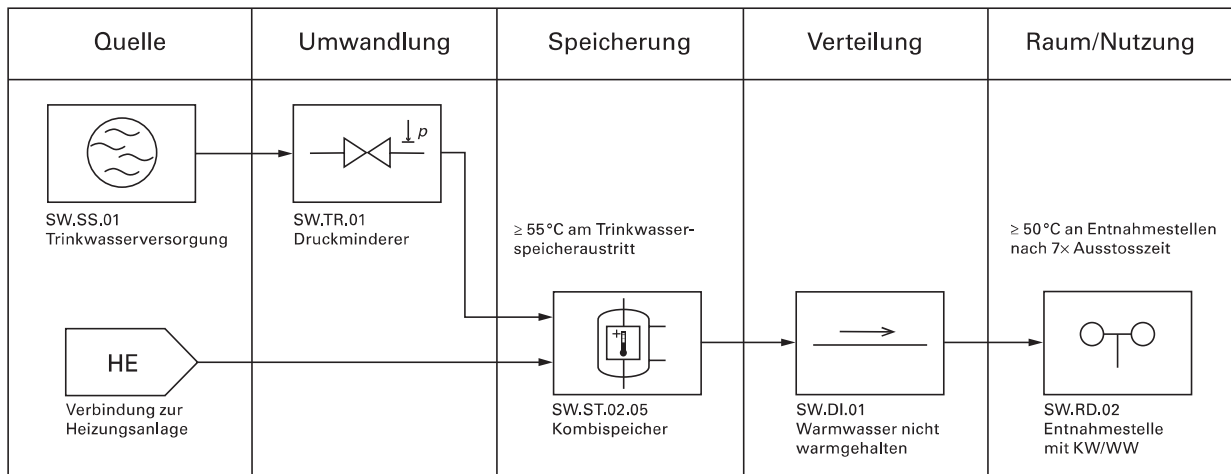 Quelle
Umwandlung
Speicherung
Verteilung
Raum/Nutzung
p
SW.SS.01
Trinkwasserversorgung
SW.TR.01
Druckminderer
≥ 55 °C am Trinkwasser-
speicheraustritt
≥ 50 °C an Entnahmestellen
nach 7× Ausstosszeit
HE
Verbindung zur
Heizungsanlage
+
SW.ST.02.05
Kombispeicher
SW.DI.01
Warmwasser nicht
warmgehalten
SW.RD.02
Entnahmestelle
mit KW/WW